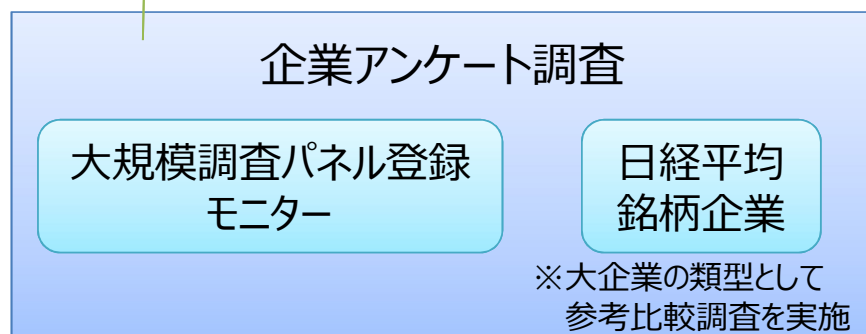 企業アンケート調査
大規模調査パネル登録
モニター
日経平均
銘柄企業
※大企業の類型として
参考比較調査を実施